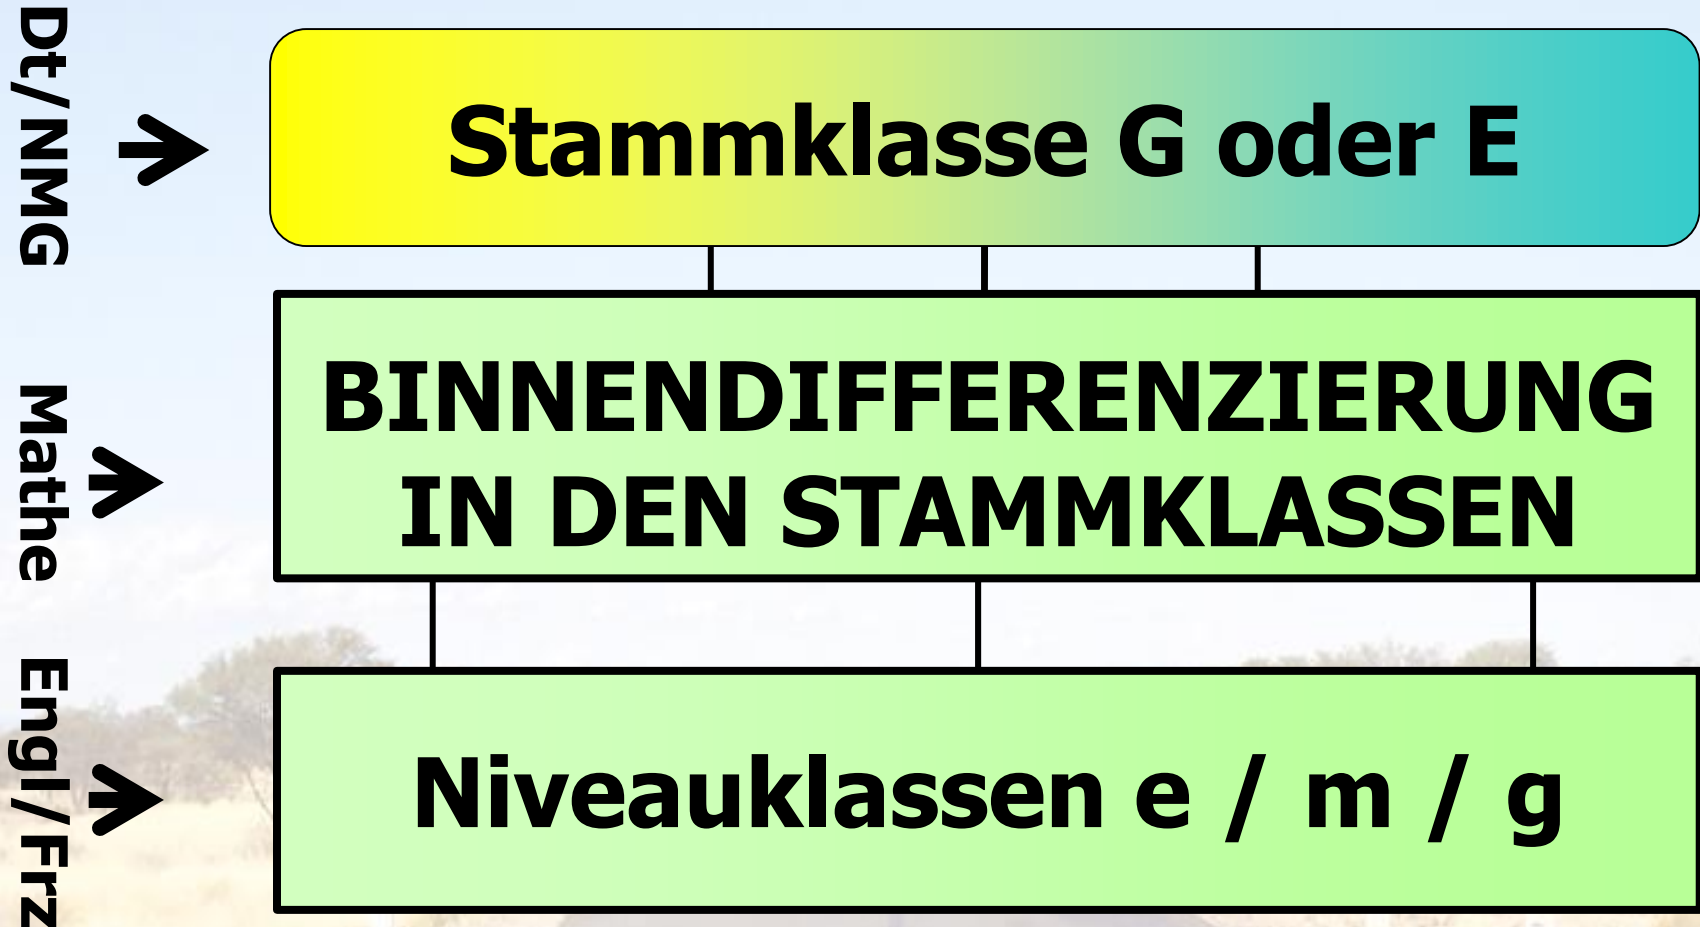 Dt/NMG
Stammklasse G oder E
Mathe
BINNENDIFFERENZIERUNG
IN DEN STAMMKLASSEN
Engl/Frz
Niveauklassen e / m / g